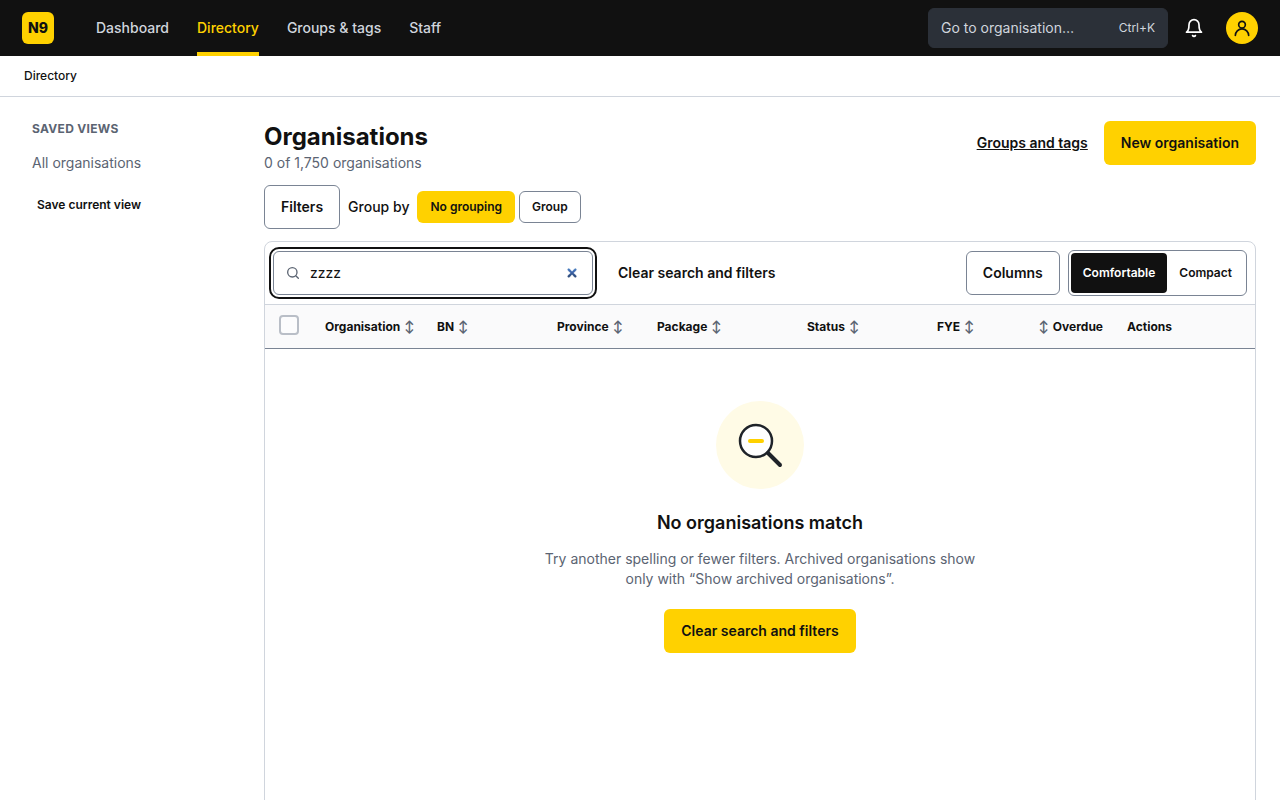 N9 Dashboard Directory Groups & tags Staff Go to organisation... Ctrl+K
Directory
SAVED VIEWS
All organisations
Save current view
Organisations
0 of 1,750 organisations
Groups and tags New organisation
Filters Group by No grouping Group
zzzz Clear search and filters Columns Comfortable Compact
Organisation BN Province Package Status FYE Overdue Actions
No organisations match
Try another spelling or fewer filters. Archived organisations show
only with “Show archived organisations”.
Clear search and filters